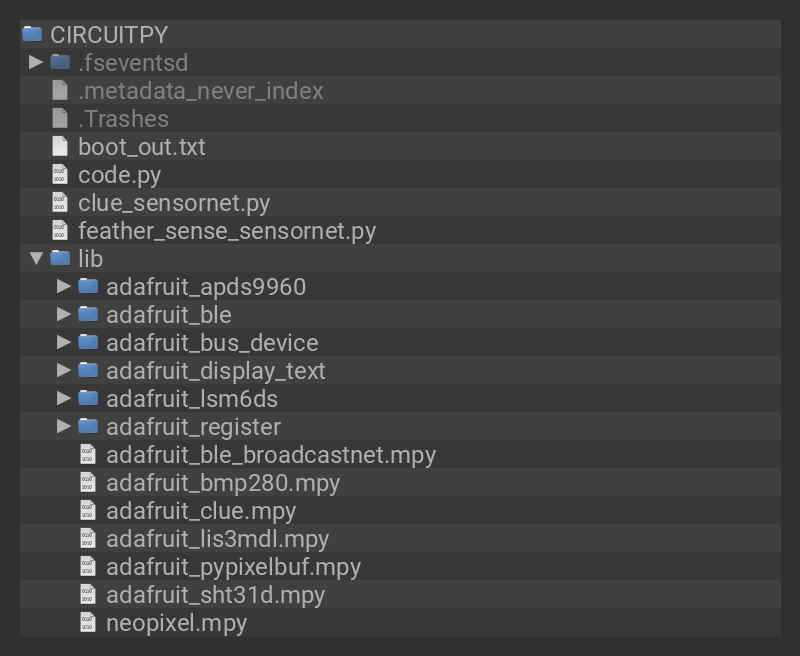 CIRCUITPY
.fseventsd
.metadata_never_index
.Trashes
boot_out.txt
code.py
clue_sensornet.py
feather_sense_sensornet.py
lib
adafruit_apds9960
adafruit_ble
adafruit_bus_device
adafruit_display_text
adafruit_lsm6ds
adafruit_register
adafruit_ble_broadcastnet.mpy
adafruit_bmp280.mpy
adafruit_clue.mpy
adafruit_lis3mdl.mpy
adafruit_pypixelbuf.mpy
adafruit_sht31d.mpy
neopixel.mpy